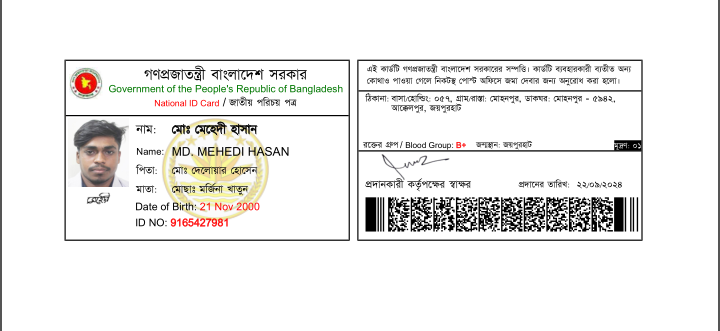 গণপ্রজাতন্ত্রী বাংলাদেশ সরকার
Government of the People's Republic of Bangladesh
National ID Card / জাতীয় পরিচয় পত্র
নাম: মোঃ মেহেদী হাসান
Name: MD. MEHEDI HASAN
পিতা: মোঃ দেলোয়ার হোসেন
মাতা: মোছাঃ মর্জিনা খাতুন
Date of Birth: 21 Nov 2000
ID NO: 9165427981
মেহেদী
এই কার্ডটি গণপ্রজাতন্ত্রী বাংলাদেশ সরকারের সম্পত্তি। কার্ডটি ব্যবহারকারী ব্যতীত অন্য
কোথাও পাওয়া গেলে নিকটস্থ পোস্ট অফিসে জমা দেবার জন্য অনুরোধ করা হলো।
ঠিকানা: বাসা/হোল্ডিং: ০৫৭, গ্রাম/রাস্তা: মোহনপুর, ডাকঘর: মোহনপুর - ৫৯৪২,
আক্কেলপুর, জয়পুরহাট
রক্তের গ্রুপ / Blood Group: B+ জন্মস্থান: জয়পুরহাট মুদ্রণ: ০১
প্রদানকারী কর্তৃপক্ষের স্বাক্ষর প্রদানের তারিখ: ২২/০৯/২০২৪